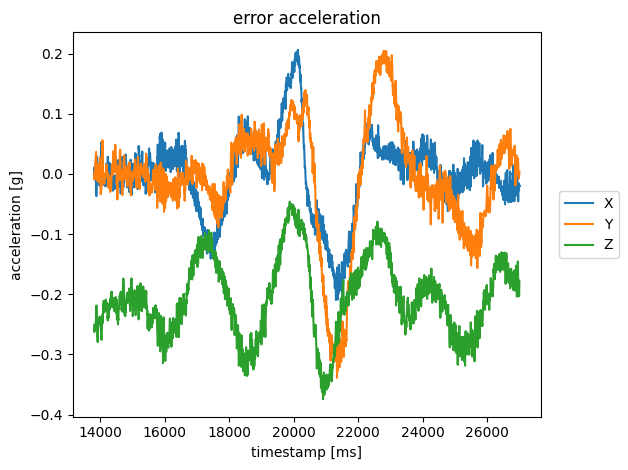 error acceleration
acceleration [g]
0.2
0.1
0.0
−0.1
−0.2
−0.3
−0.4
14000 16000 18000 20000 22000 24000 26000
timestamp [ms]
X
Y
Z